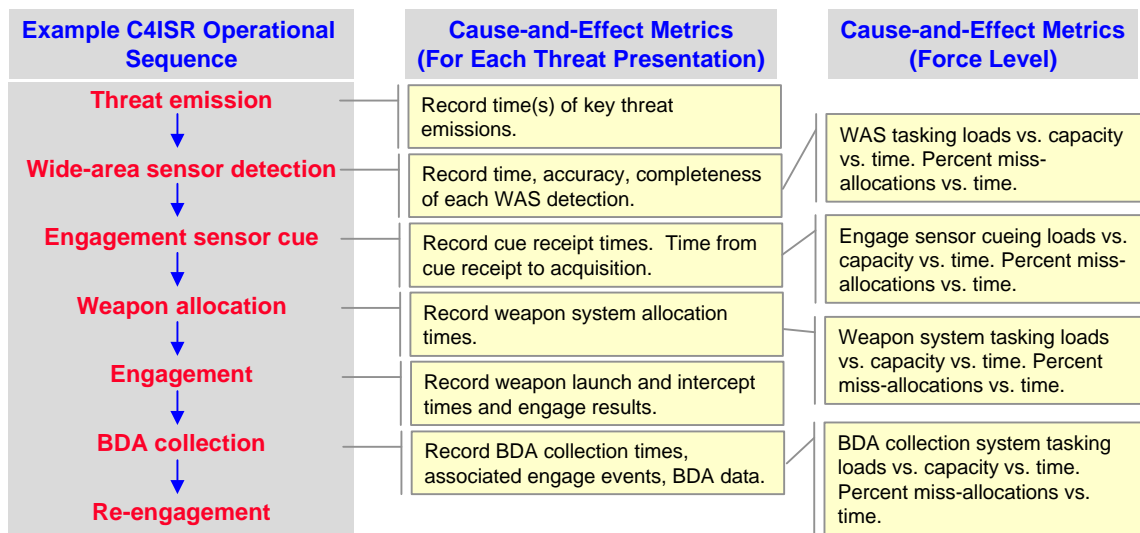 Example C4ISR Operational
Sequence
Threat emission
Wide-area sensor detection
Engagement sensor cue
Weapon allocation
Engagement
BDA collection
Re-engagement
Cause-and-Effect Metrics
(For Each Threat Presentation)
Record time(s) of key threat
emissions.
Record time, accuracy, completeness
of each WAS detection.
Record cue receipt times.  Time from
cue receipt to acquisition.
Record weapon system allocation
times.
Record weapon launch and intercept
times and engage results.
Record BDA collection times,
associated engage events, BDA data.
Cause-and-Effect Metrics
(Force Level)
WAS tasking loads vs. capacity
vs. time. Percent miss-
allocations vs. time.
Engage sensor cueing loads vs.
capacity vs. time. Percent miss-
allocations vs. time.
Weapon system tasking loads
vs. capacity vs. time. Percent
miss-allocations vs. time.
BDA collection system tasking
loads vs. capacity vs. time.
Percent miss-allocations vs.
time.